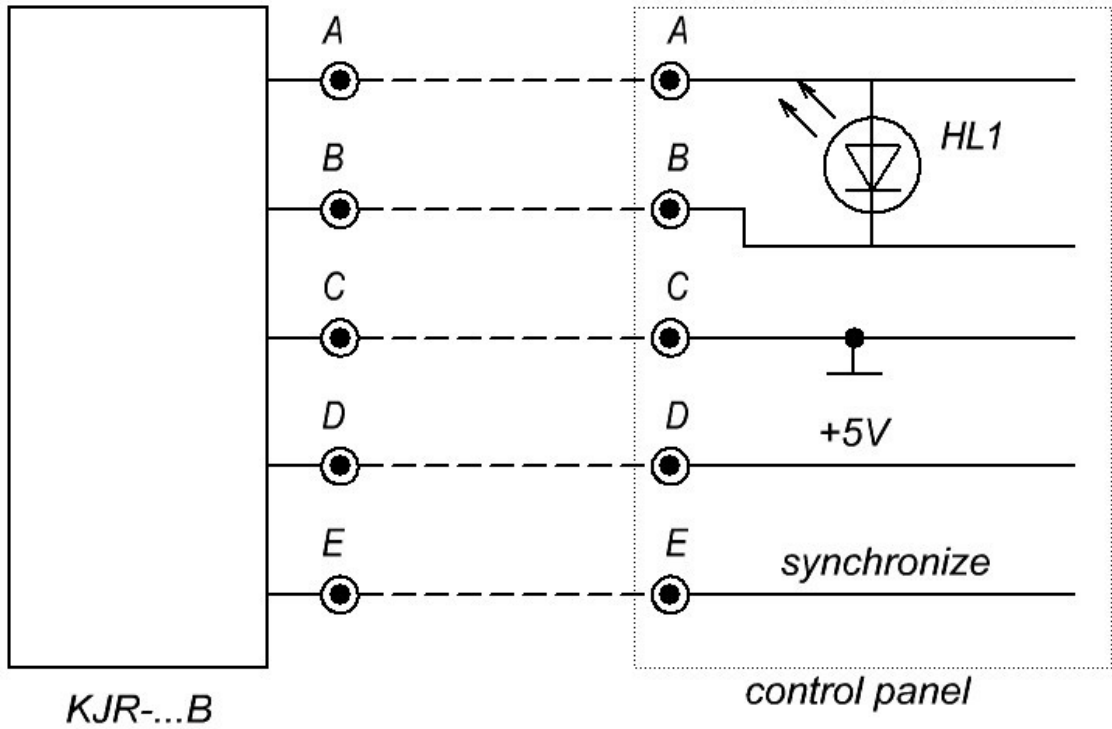 A A
HL1
B B
C C
+5V
D D
E E
synchronize
control panel
KJR-...B